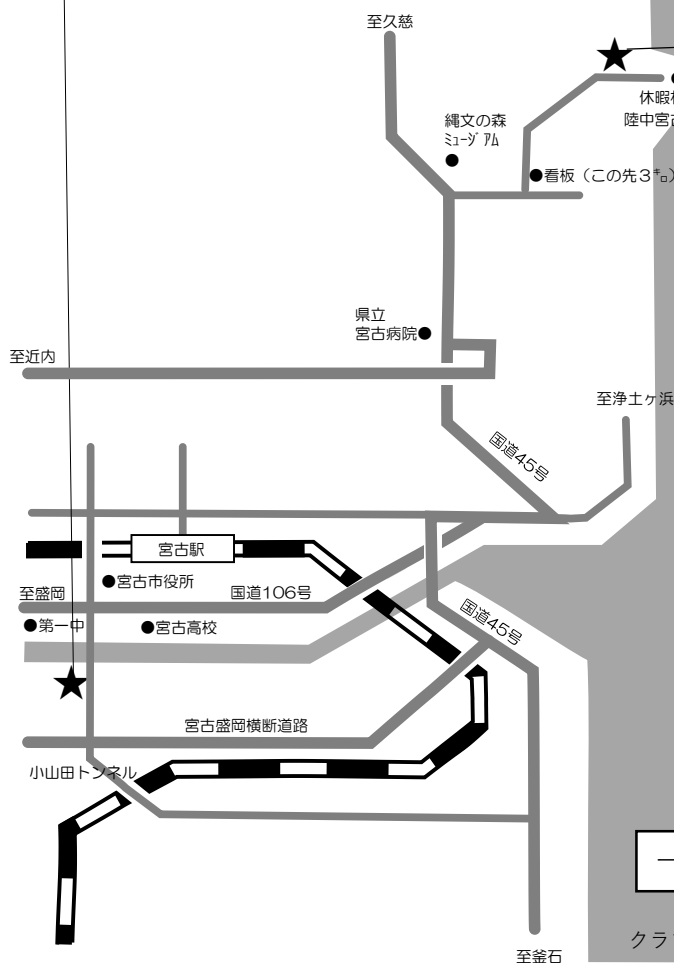 至久慈
縄文の森
ﾐｭｰｼﾞｱﾑ
休暇
陸中宮
看板（この先３㌔）
県立
宮古病院
至近内
至浄土ヶ浜
国道45号
宮古駅
宮古市役所
国道106号
至盛岡
第一中
宮古高校
国道45号
宮古盛岡横断道路
小山田トンネル
クラ
至釜石